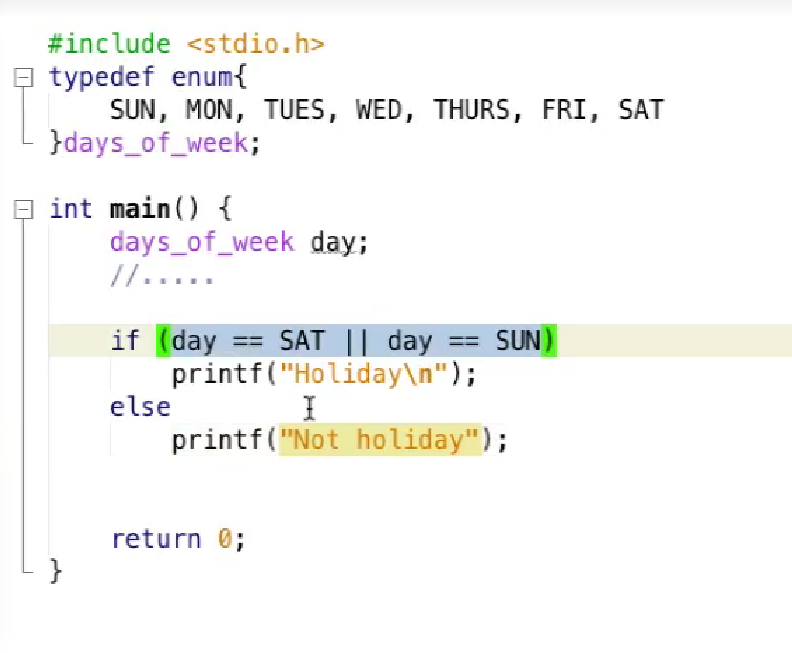 #include <stdio.h>
typedef enum{
    SUN, MON, TUES, WED, THURS, FRI, SAT
}days_of_week;
int main() {
    days_of_week day;
    //.....
    if (day == SAT || day == SUN)
        printf("Holiday\n");
    else
        printf("Not holiday");
    return 0;
}